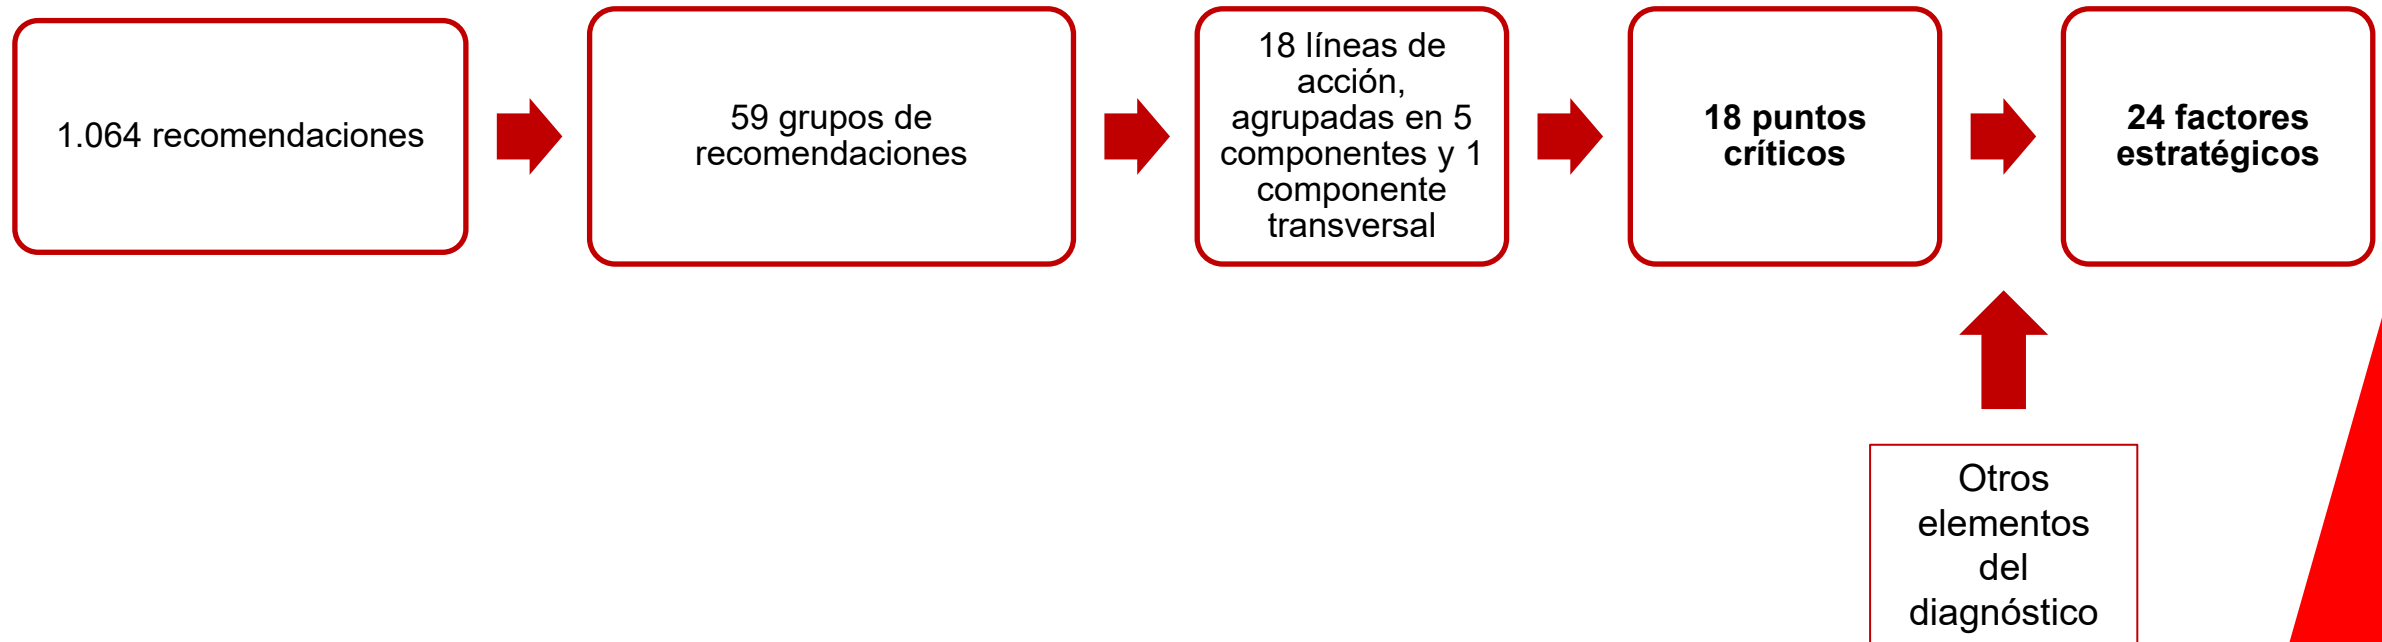 1.064 recomendaciones
59 grupos de
recomendaciones
18 líneas de
acción,
agrupadas en 5
componentes y 1
componente
transversal
18 puntos
críticos
24 factores
estratégicos
Otros
elementos
del
diagnóstico